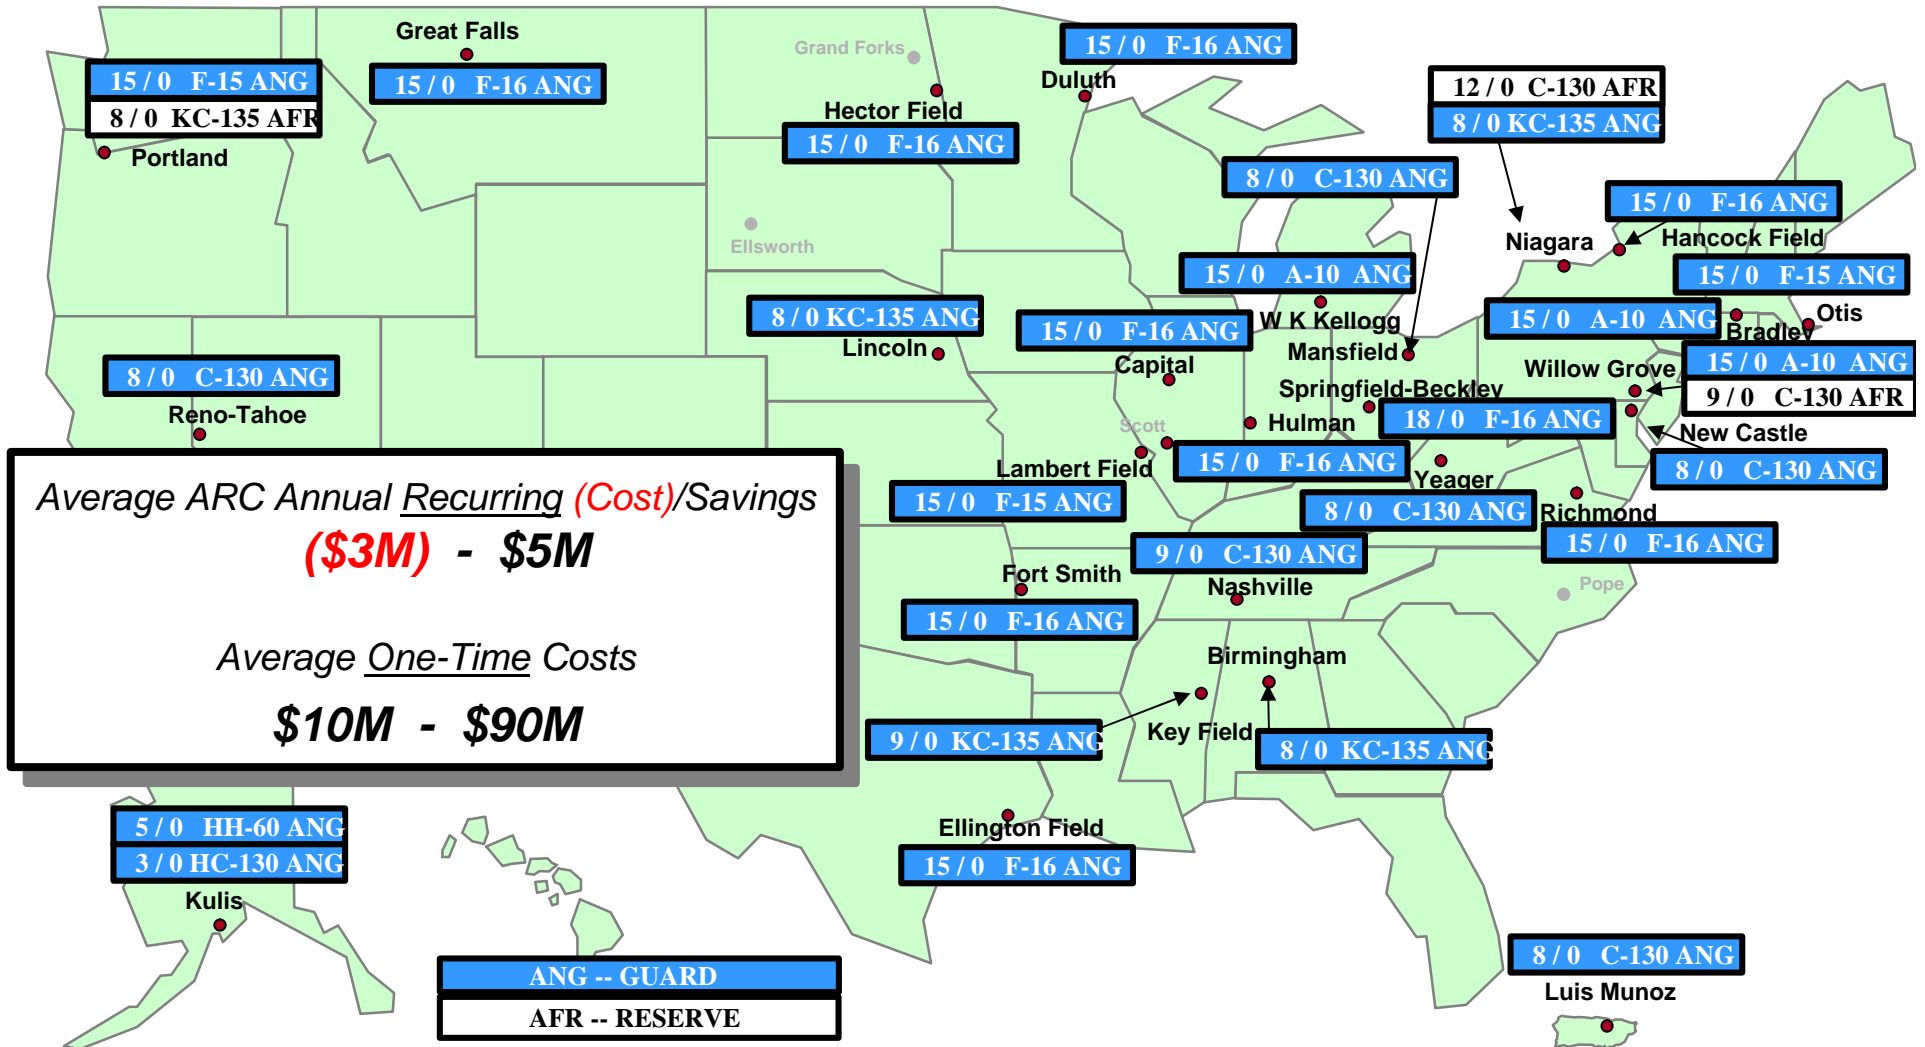 Great Falls
15 / 0 F-16 ANG
15 / 0 F-15 ANG
8 / 0 KC-135 AFR
Portland
Grand Forks
Hector Field
15 / 0 F-16 ANG
15 / 0 F-16 ANG
Duluth
12 / 0 C-130 AFR
8 / 0 KC-135 ANG
Niagara
8 / 0 C-130 ANG
15 / 0 F-16 ANG
Hancock Field
Ellsworth
15 / 0 A-10 ANG
W K Kellogg
15 / 0 F-15 ANG
Otis
8 / 0 KC-135 ANG
Lincoln
15 / 0 F-16 ANG
Capital
Mansfield
15 / 0 A-10 ANG
Bradley
8 / 0 C-130 ANG
Reno-Tahoe
Springfield-Beckley
18 / 0 F-16 ANG
Willow Grove
15 / 0 A-10 ANG
9 / 0 C-130 AFR
Scott
Hulman
15 / 0 F-16 ANG
New Castle
8 / 0 C-130 ANG
Lambert Field
15 / 0 F-15 ANG
Yeager
8 / 0 C-130 ANG
Richmond
15 / 0 F-16 ANG
Average ARC Annual Recurring (Cost)/Savings
($3M) - $5M
Average One-Time Costs
$10M - $90M
9 / 0 C-130 ANG
Nashville
Fort Smith
15 / 0 F-16 ANG
Pope
Birmingham
9 / 0 KC-135 ANG
Key Field
8 / 0 KC-135 ANG
5 / 0 HH-60 ANG
3 / 0 HC-130 ANG
Kulis
Ellington Field
15 / 0 F-16 ANG
ANG -- GUARD
AFR -- RESERVE
8 / 0 C-130 ANG
Luis Munoz